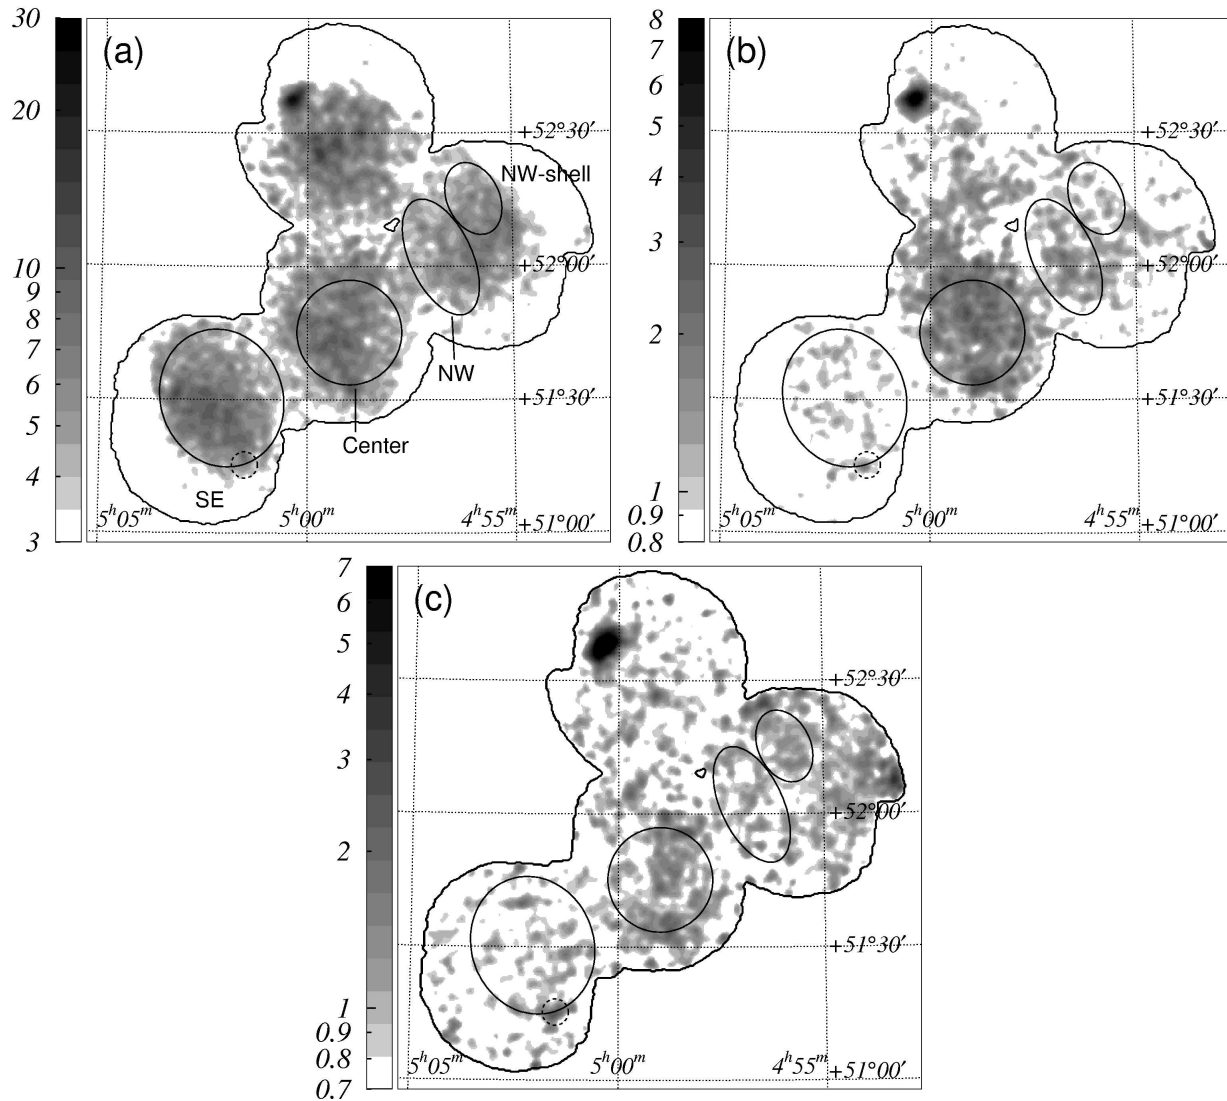 30
20
10
9
8
7
6
5
4
3
(a)
+52°30′
NW-shell
+52°00′
NW
+51°30′
Center
SE
5ʰ05ᵐ
5ʰ00ᵐ
4ʰ55ᵐ
+51°00′
8
7
6
5
4
3
2
1
0.9
0.8
(b)
+52°30′
+52°00′
+51°30′
5ʰ05ᵐ
5ʰ00ᵐ
4ʰ55ᵐ
+51°00′
7
6
5
4
3
2
1
0.9
0.8
0.7
(c)
+52°30′
+52°00′
+51°30′
5ʰ05ᵐ
5ʰ00ᵐ
4ʰ55ᵐ
+51°00′